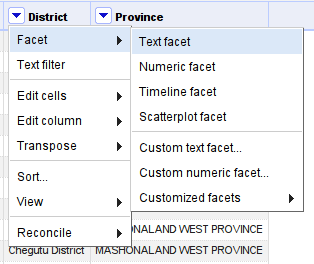 District Province
Facet
Text filter
Edit cells
Edit column
Transpose
Sort...
View
Reconcile
Text facet
Numeric facet
Timeline facet
Scatterplot facet
Custom text facet...
Custom numeric facet...
Customized facets
ONALAND WEST PROVINCE
Chegutu District MASHONALAND WEST PROVINCE